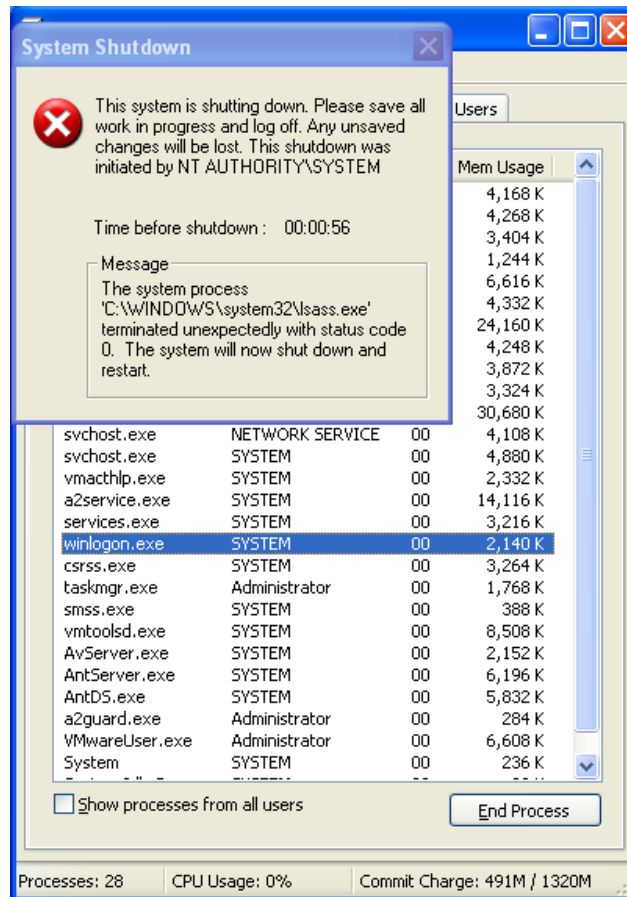 System Shutdown
This system is shutting down. Please save all
work in progress and log off. Any unsaved
changes will be lost. This shutdown was
initiated by NT AUTHORITY\SYSTEM
Time before shutdown : 00:00:56
Message
The system process
'C:\WINDOWS\system32\lsass.exe'
terminated unexpectedly with status code
0. The system will now shut down and
restart.
Users
Mem Usage
4,168 K
4,268 K
3,404 K
1,244 K
6,616 K
4,332 K
24,160 K
4,248 K
3,872 K
3,324 K
30,680 K
svchost.exe NETWORK SERVICE 00 4,108 K
svchost.exe SYSTEM 00 4,880 K
vmacthlp.exe SYSTEM 00 2,332 K
a2service.exe SYSTEM 00 14,116 K
services.exe SYSTEM 00 3,216 K
winlogon.exe SYSTEM 00 2,140 K
csrss.exe SYSTEM 00 3,264 K
taskmgr.exe Administrator 00 1,768 K
smss.exe SYSTEM 00 388 K
vmtoolsd.exe SYSTEM 00 8,508 K
AvServer.exe SYSTEM 00 2,152 K
AntServer.exe SYSTEM 00 6,196 K
AntDS.exe SYSTEM 00 5,832 K
a2guard.exe Administrator 00 284 K
VMwareUser.exe Administrator 00 6,608 K
System SYSTEM 00 236 K
Show processes from all users
End Process
Processes: 28 CPU Usage: 0% Commit Charge: 491M / 1320M